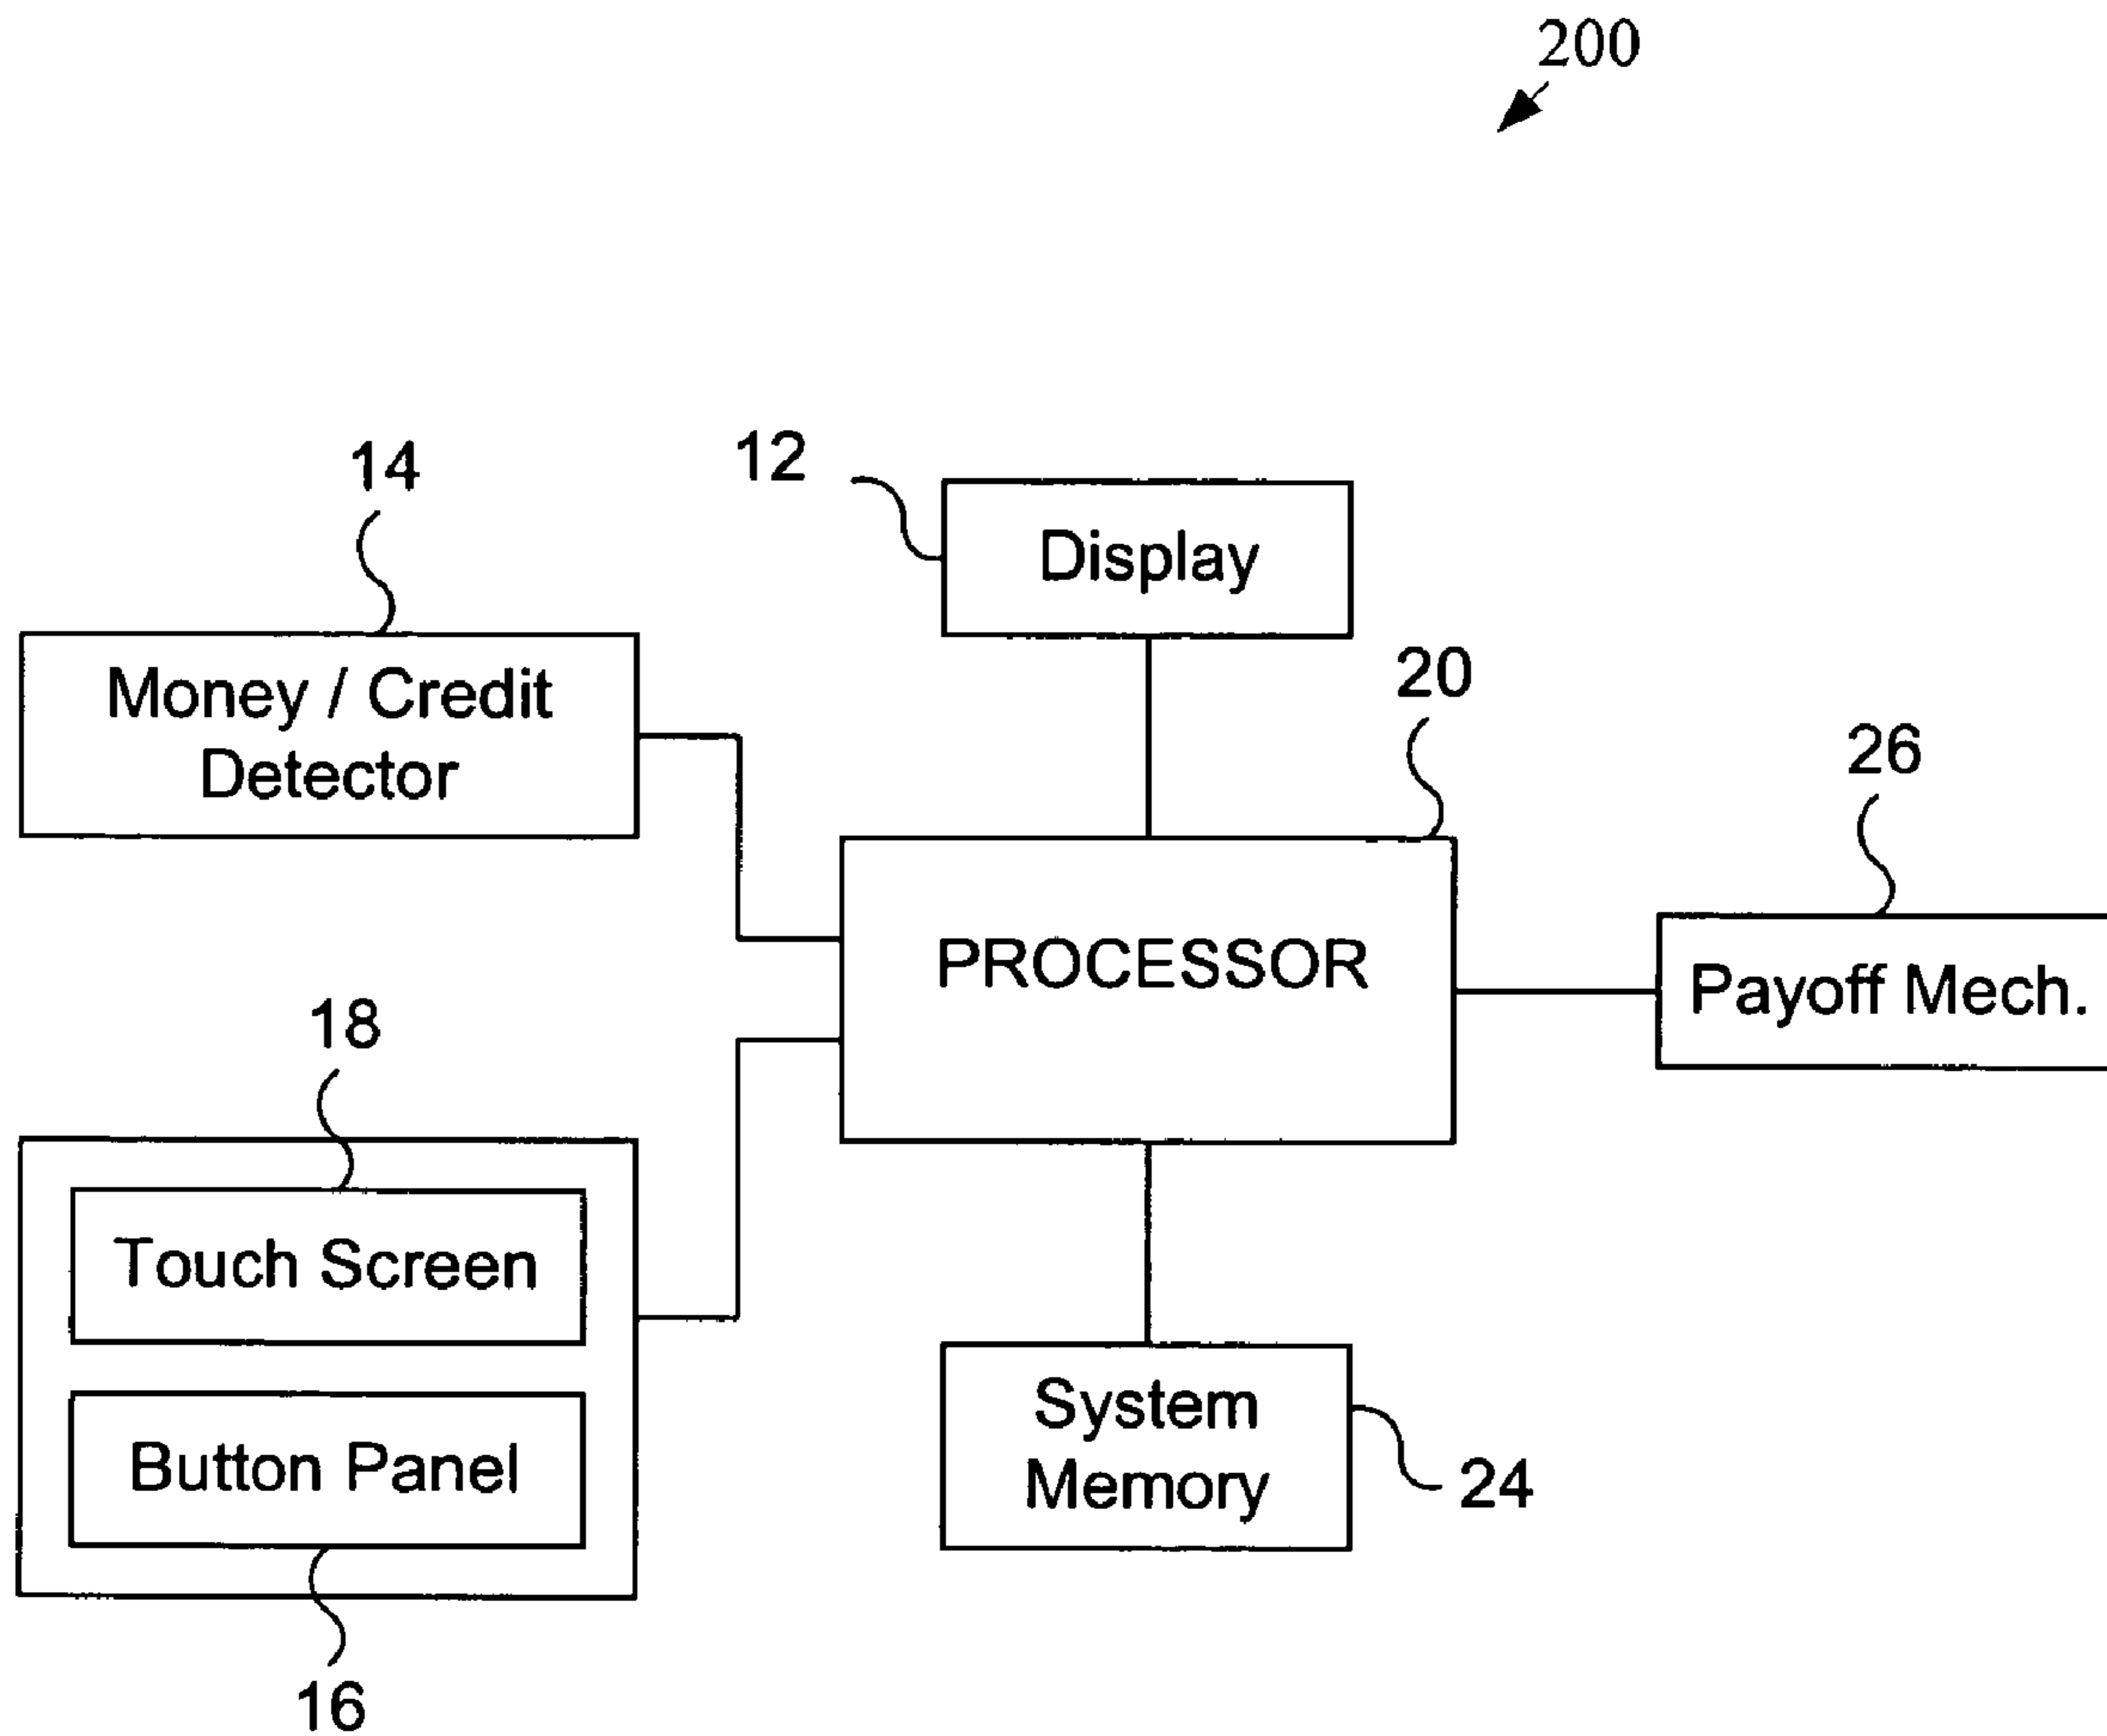 200
12
Display
14
Money / Credit
Detector
20
PROCESSOR
26
Payoff Mech.
18
Touch Screen
Button Panel
16
System
Memory
24